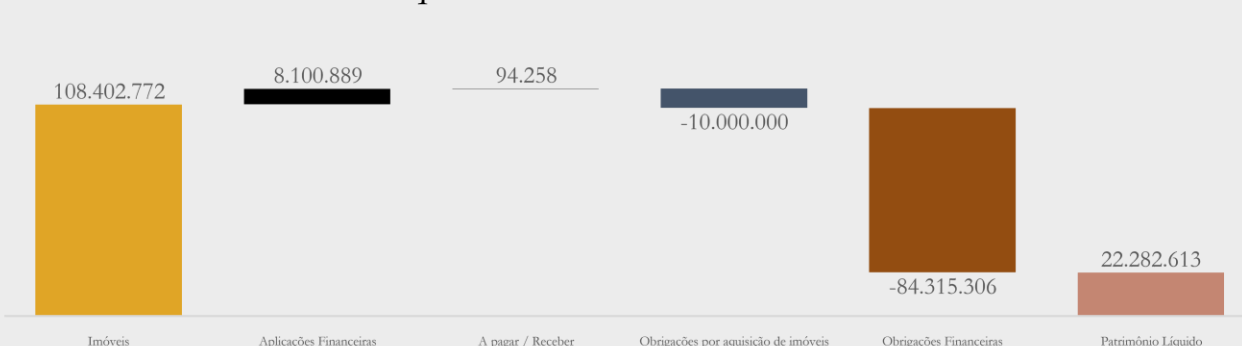 108.402.772
8.100.889
94.258
-10.000.000
-84.315.306
22.282.613
Imóveis
Aplicações Financeiras
A pagar / Receber
Obrigações por aquisição de imóveis
Obrigações Financeiras
Patrimônio Líquido